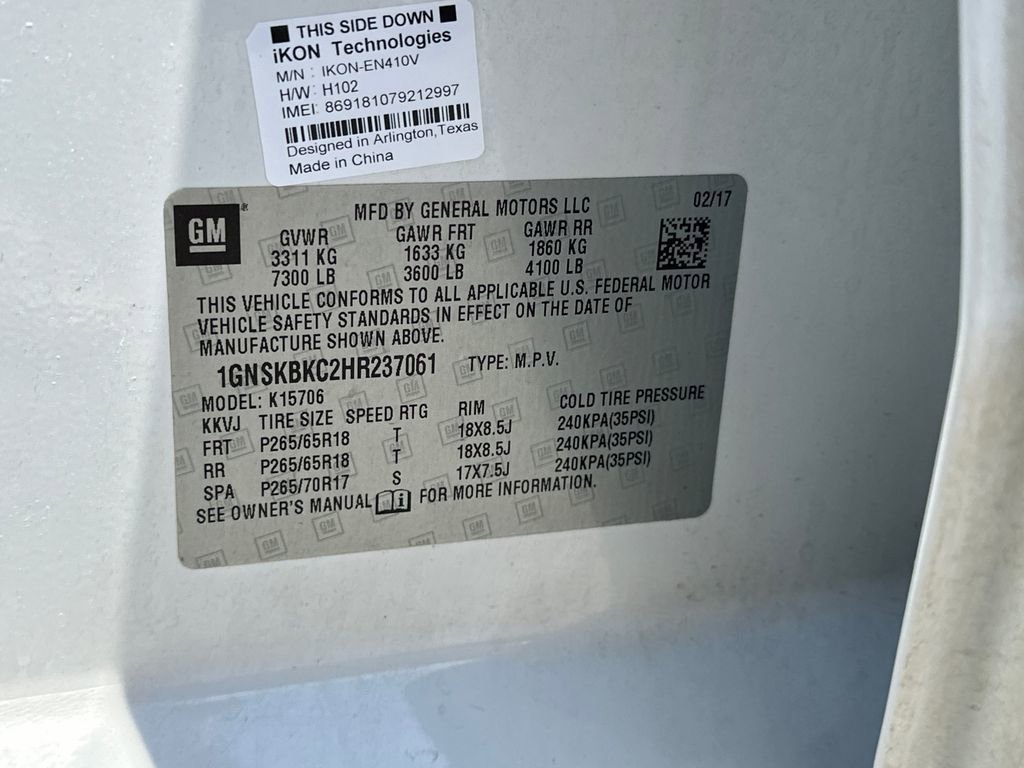 THIS SIDE DOWN
iKON Technologies
M/N : IKON-EN410V
H/W: H102
IMEI: 869181079212997
Designed in Arlington,Texas
Made in China
GM ® MFD BY GENERAL MOTORS LLC 02/17
GVWR GAWR FRT GAWR RR
3311 KG 1633 KG 1860 KG
7300 LB 3600 LB 4100 LB
THIS VEHICLE CONFORMS TO ALL APPLICABLE U.S. FEDERAL MOTOR
VEHICLE SAFETY STANDARDS IN EFFECT ON THE DATE OF
MANUFACTURE SHOWN ABOVE.
1GNSKBKC2HR237061 TYPE: M.P.V.
MODEL: K15706
KKVJ TIRE SIZE SPEED RTG RIM COLD TIRE PRESSURE
FRT P265/65R18 T 18X8.5J 240KPA(35PSI)
RR P265/65R18 T 18X8.5J 240KPA(35PSI)
SPA P265/70R17 S 17X7.5J 240KPA(35PSI)
SEE OWNER'S MANUAL i FOR MORE INFORMATION.